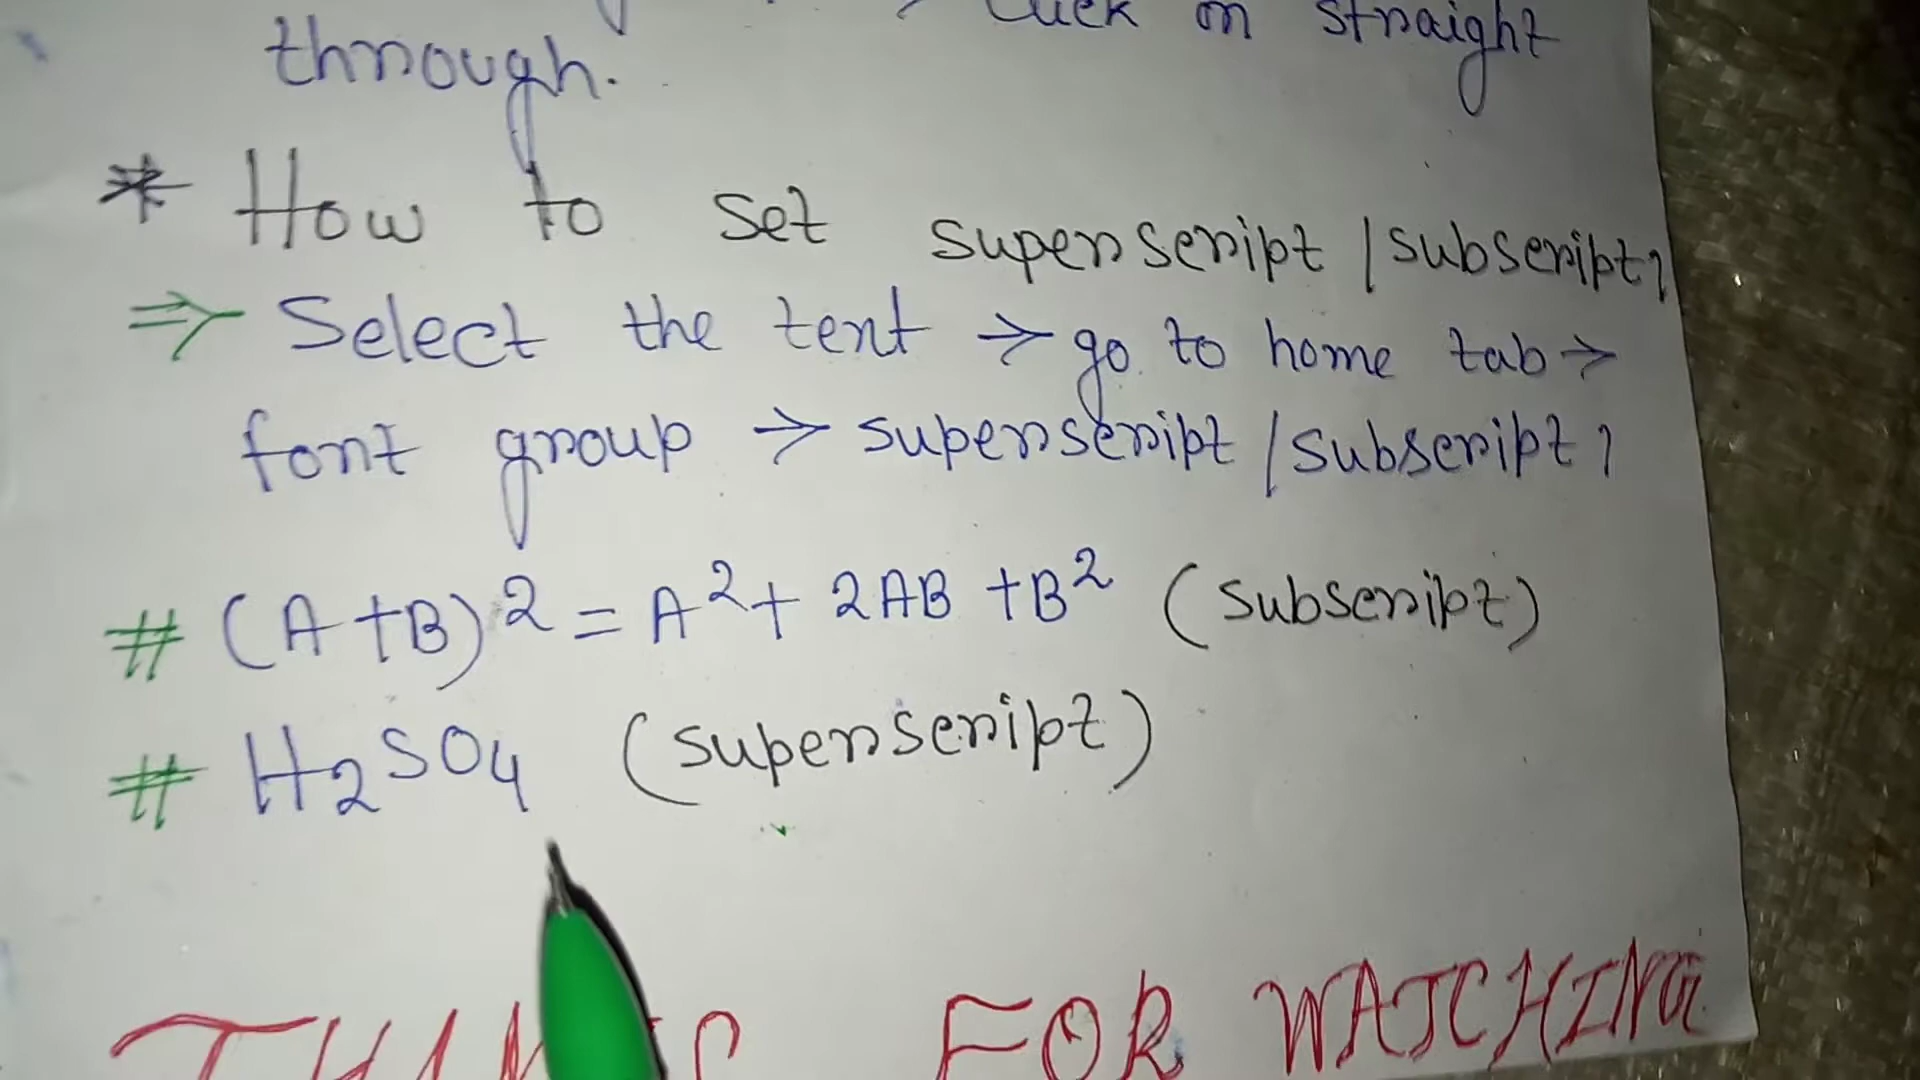 Click on straight
through.
* How to set superscript / subscript,
⇒ Select the text → go to home tab →
font group → superscript / subscript,
# (A+B)² = A² + 2AB + B² (subscript)
# H₂SO₄ (superscript)
FOR WATCHING